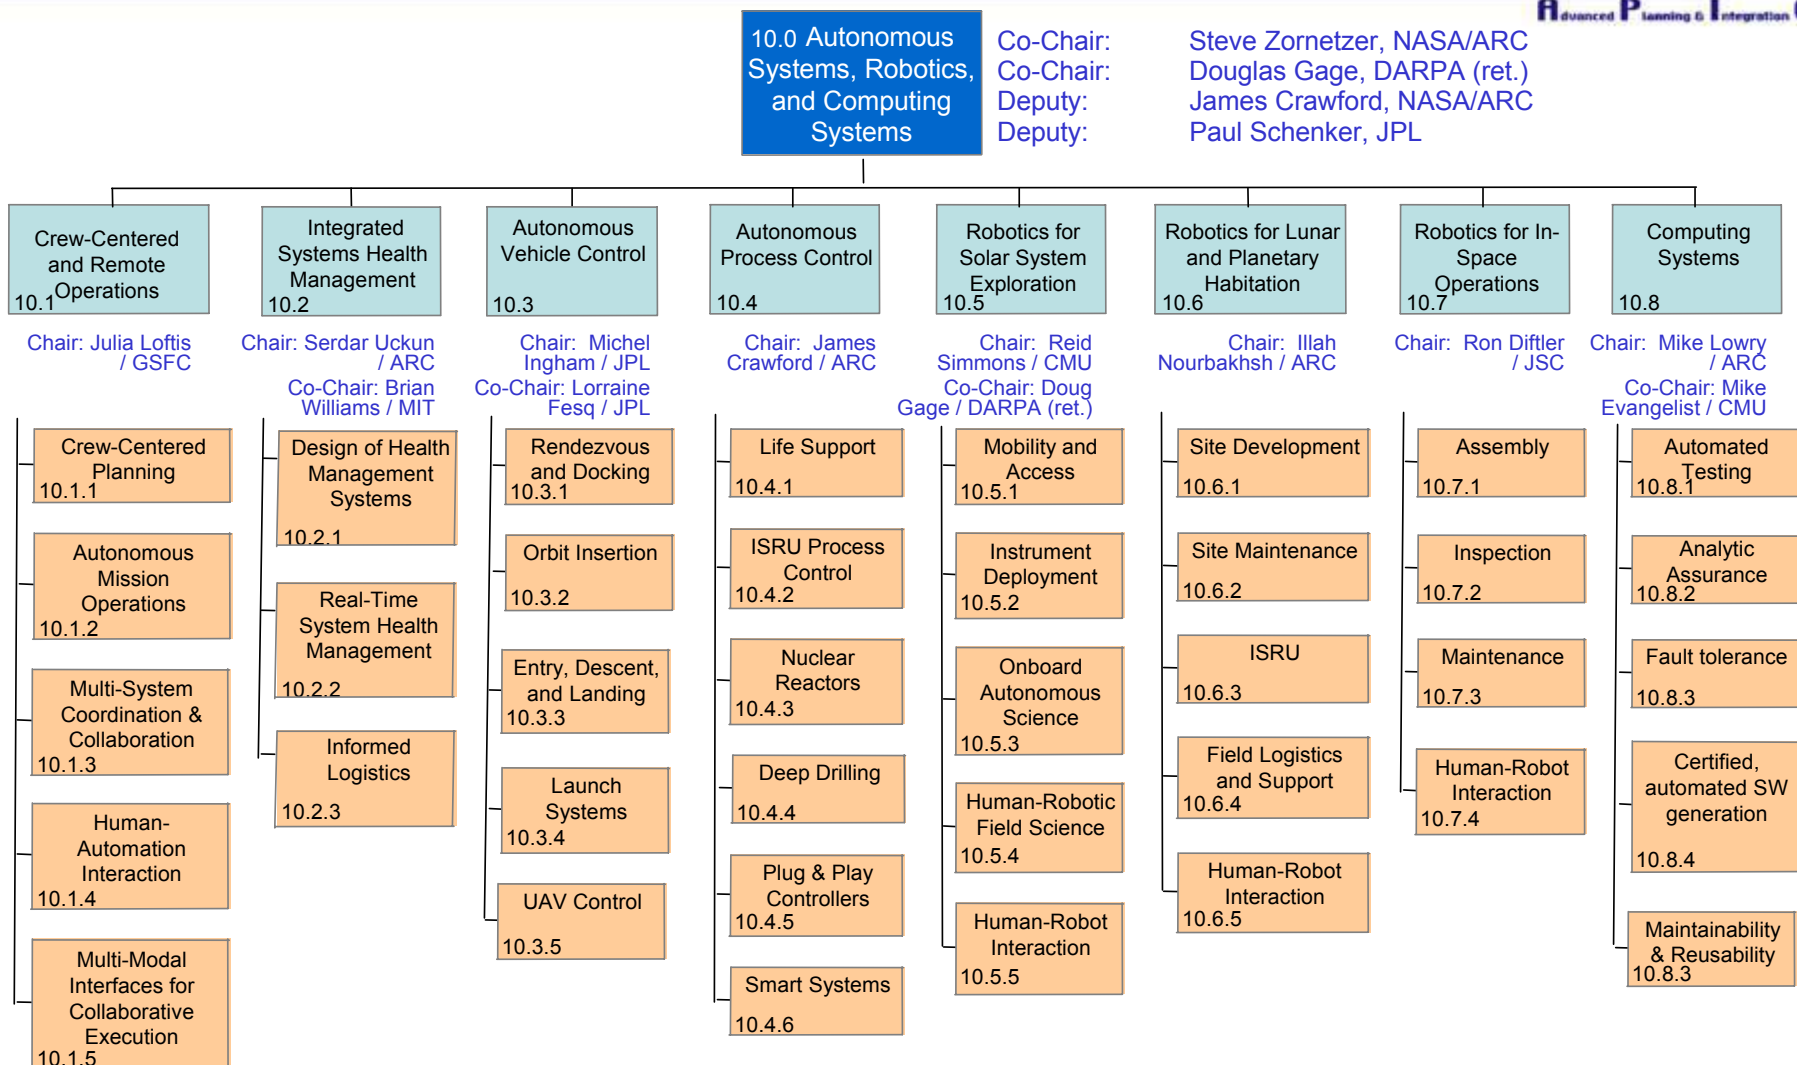 Advanced Planning & Integration
10.0 Autonomous
Systems, Robotics,
and Computing
Systems
Co-Chair: Steve Zornetzer, NASA/ARC
Co-Chair: Douglas Gage, DARPA (ret.)
Deputy: James Crawford, NASA/ARC
Deputy: Paul Schenker, JPL
Crew-Centered
and Remote
Operations
10.1
Integrated
Systems Health
Management
10.2
Autonomous
Vehicle Control
10.3
Autonomous
Process Control
10.4
Robotics for
Solar System
Exploration
10.5
Robotics for Lunar
and Planetary
Habitation
10.6
Robotics for In-
Space
Operations
10.7
Computing
Systems
10.8
Chair: Julia Loftis
/ GSFC
Chair: Serdar Uckun
/ ARC
Co-Chair: Brian
Williams / MIT
Chair: Michel
Ingham / JPL
Co-Chair: Lorraine
Fesq / JPL
Chair: James
Crawford / ARC
Chair: Reid
Simmons / CMU
Co-Chair: Doug
Gage / DARPA (ret.)
Chair: Illah
Nourbakhsh / ARC
Chair: Ron Diftler
/ JSC
Chair: Mike Lowry
/ ARC
Co-Chair: Mike
Evangelist / CMU
Crew-Centered
Planning
10.1.1
Autonomous
Mission
Operations
10.1.2
Multi-System
Coordination &
Collaboration
10.1.3
Human-
Automation
Interaction
10.1.4
Multi-Modal
Interfaces for
Collaborative
Execution
10.1.5
Design of Health
Management
Systems
10.2.1
Real-Time
System Health
Management
10.2.2
Informed
Logistics
10.2.3
Rendezvous
and Docking
10.3.1
Orbit Insertion
10.3.2
Entry, Descent,
and Landing
10.3.3
Launch
Systems
10.3.4
UAV Control
10.3.5
Life Support
10.4.1
ISRU Process
Control
10.4.2
Nuclear
Reactors
10.4.3
Deep Drilling
10.4.4
Plug & Play
Controllers
10.4.5
Smart Systems
10.4.6
Mobility and
Access
10.5.1
Instrument
Deployment
10.5.2
Onboard
Autonomous
Science
10.5.3
Human-Robotic
Field Science
10.5.4
Human-Robot
Interaction
10.5.5
Site Development
10.6.1
Site Maintenance
10.6.2
ISRU
10.6.3
Field Logistics
and Support
10.6.4
Human-Robot
Interaction
10.6.5
Assembly
10.7.1
Inspection
10.7.2
Maintenance
10.7.3
Human-Robot
Interaction
10.7.4
Automated
Testing
10.8.1
Analytic
Assurance
10.8.2
Fault tolerance
10.8.3
Certified,
automated SW
generation
10.8.4
Maintainability
& Reusability
10.8.3